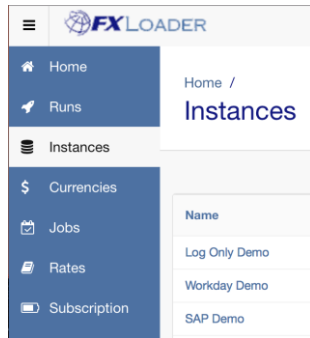 FXLOADER
Home
Runs
Instances
Currencies
Jobs
Rates
Subscription
Home /
Instances
Name
Log Only Demo
Workday Demo
SAP Demo